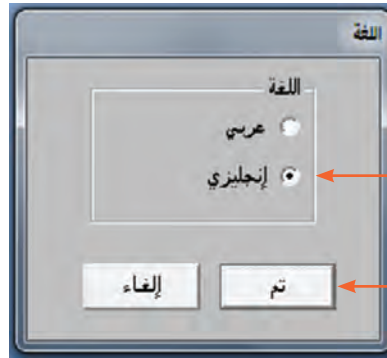 اللغة
اللغة
عربي
إنجليزي
تم
إلغاء